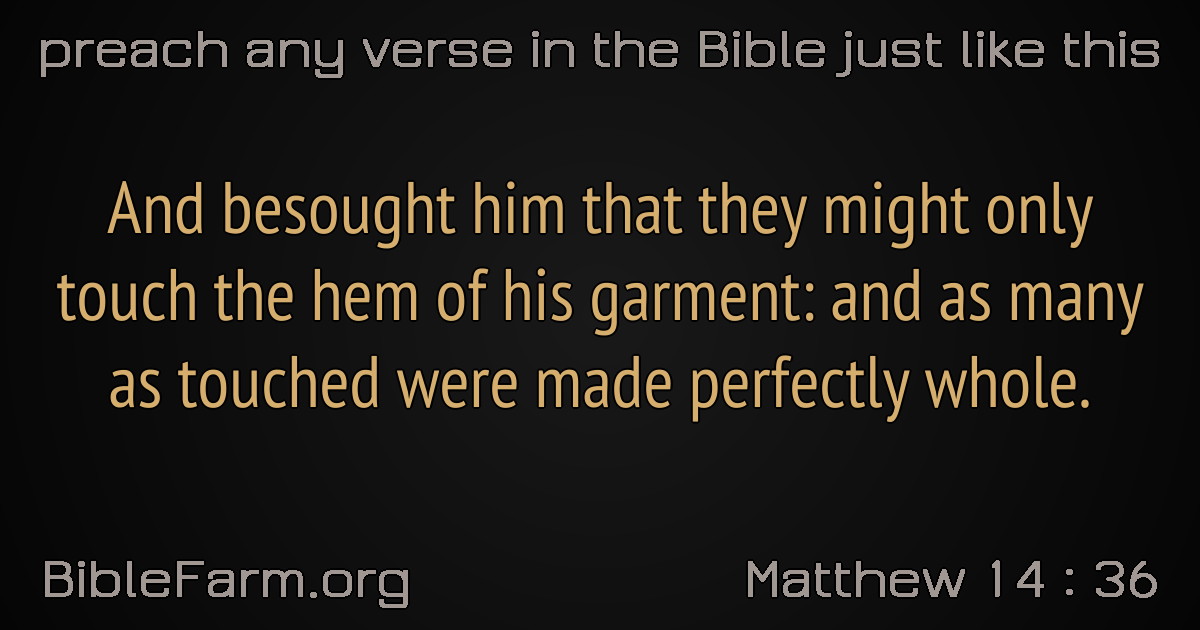 preach any verse in the Bible just like this
And besought him that they might only
touch the hem of his garment: and as many
as touched were made perfectly whole.
BibleFarm.org
Matthew 14 : 36